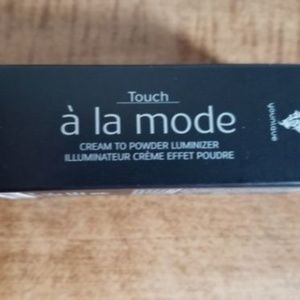 Touch
à la mode
CREAM TO POWDER LUMINIZER
ILLUMINATEUR CRÈME EFFET POUDRE
younique